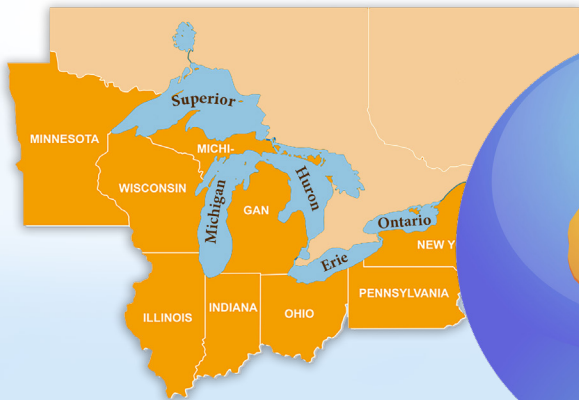 Superior
MINNESOTA
MICHI-
WISCONSIN
Michigan
GAN
Huron
Ontario
NEW Y
Erie
PENNSYLVANIA
ILLINOIS
INDIANA
OHIO